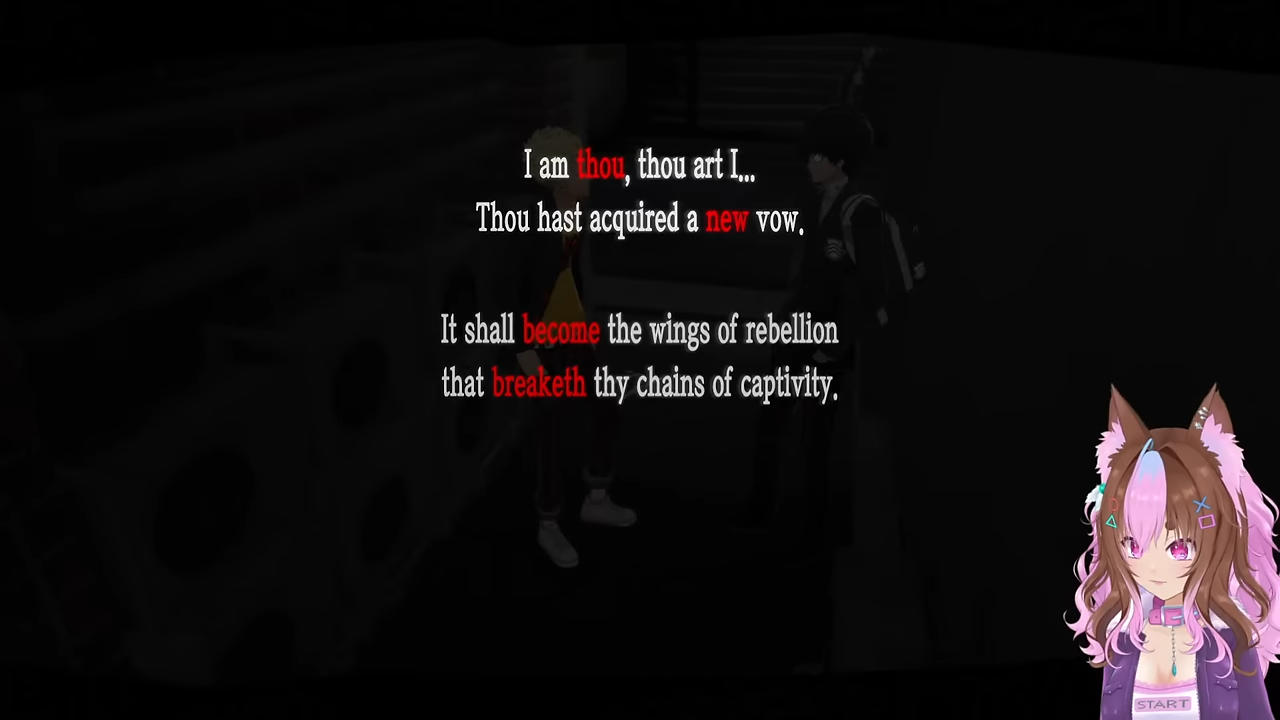 I am thou, thou art I...
Thou hast acquired a new vow.
It shall become the wings of rebellion
that breaketh thy chains of captivity.
START